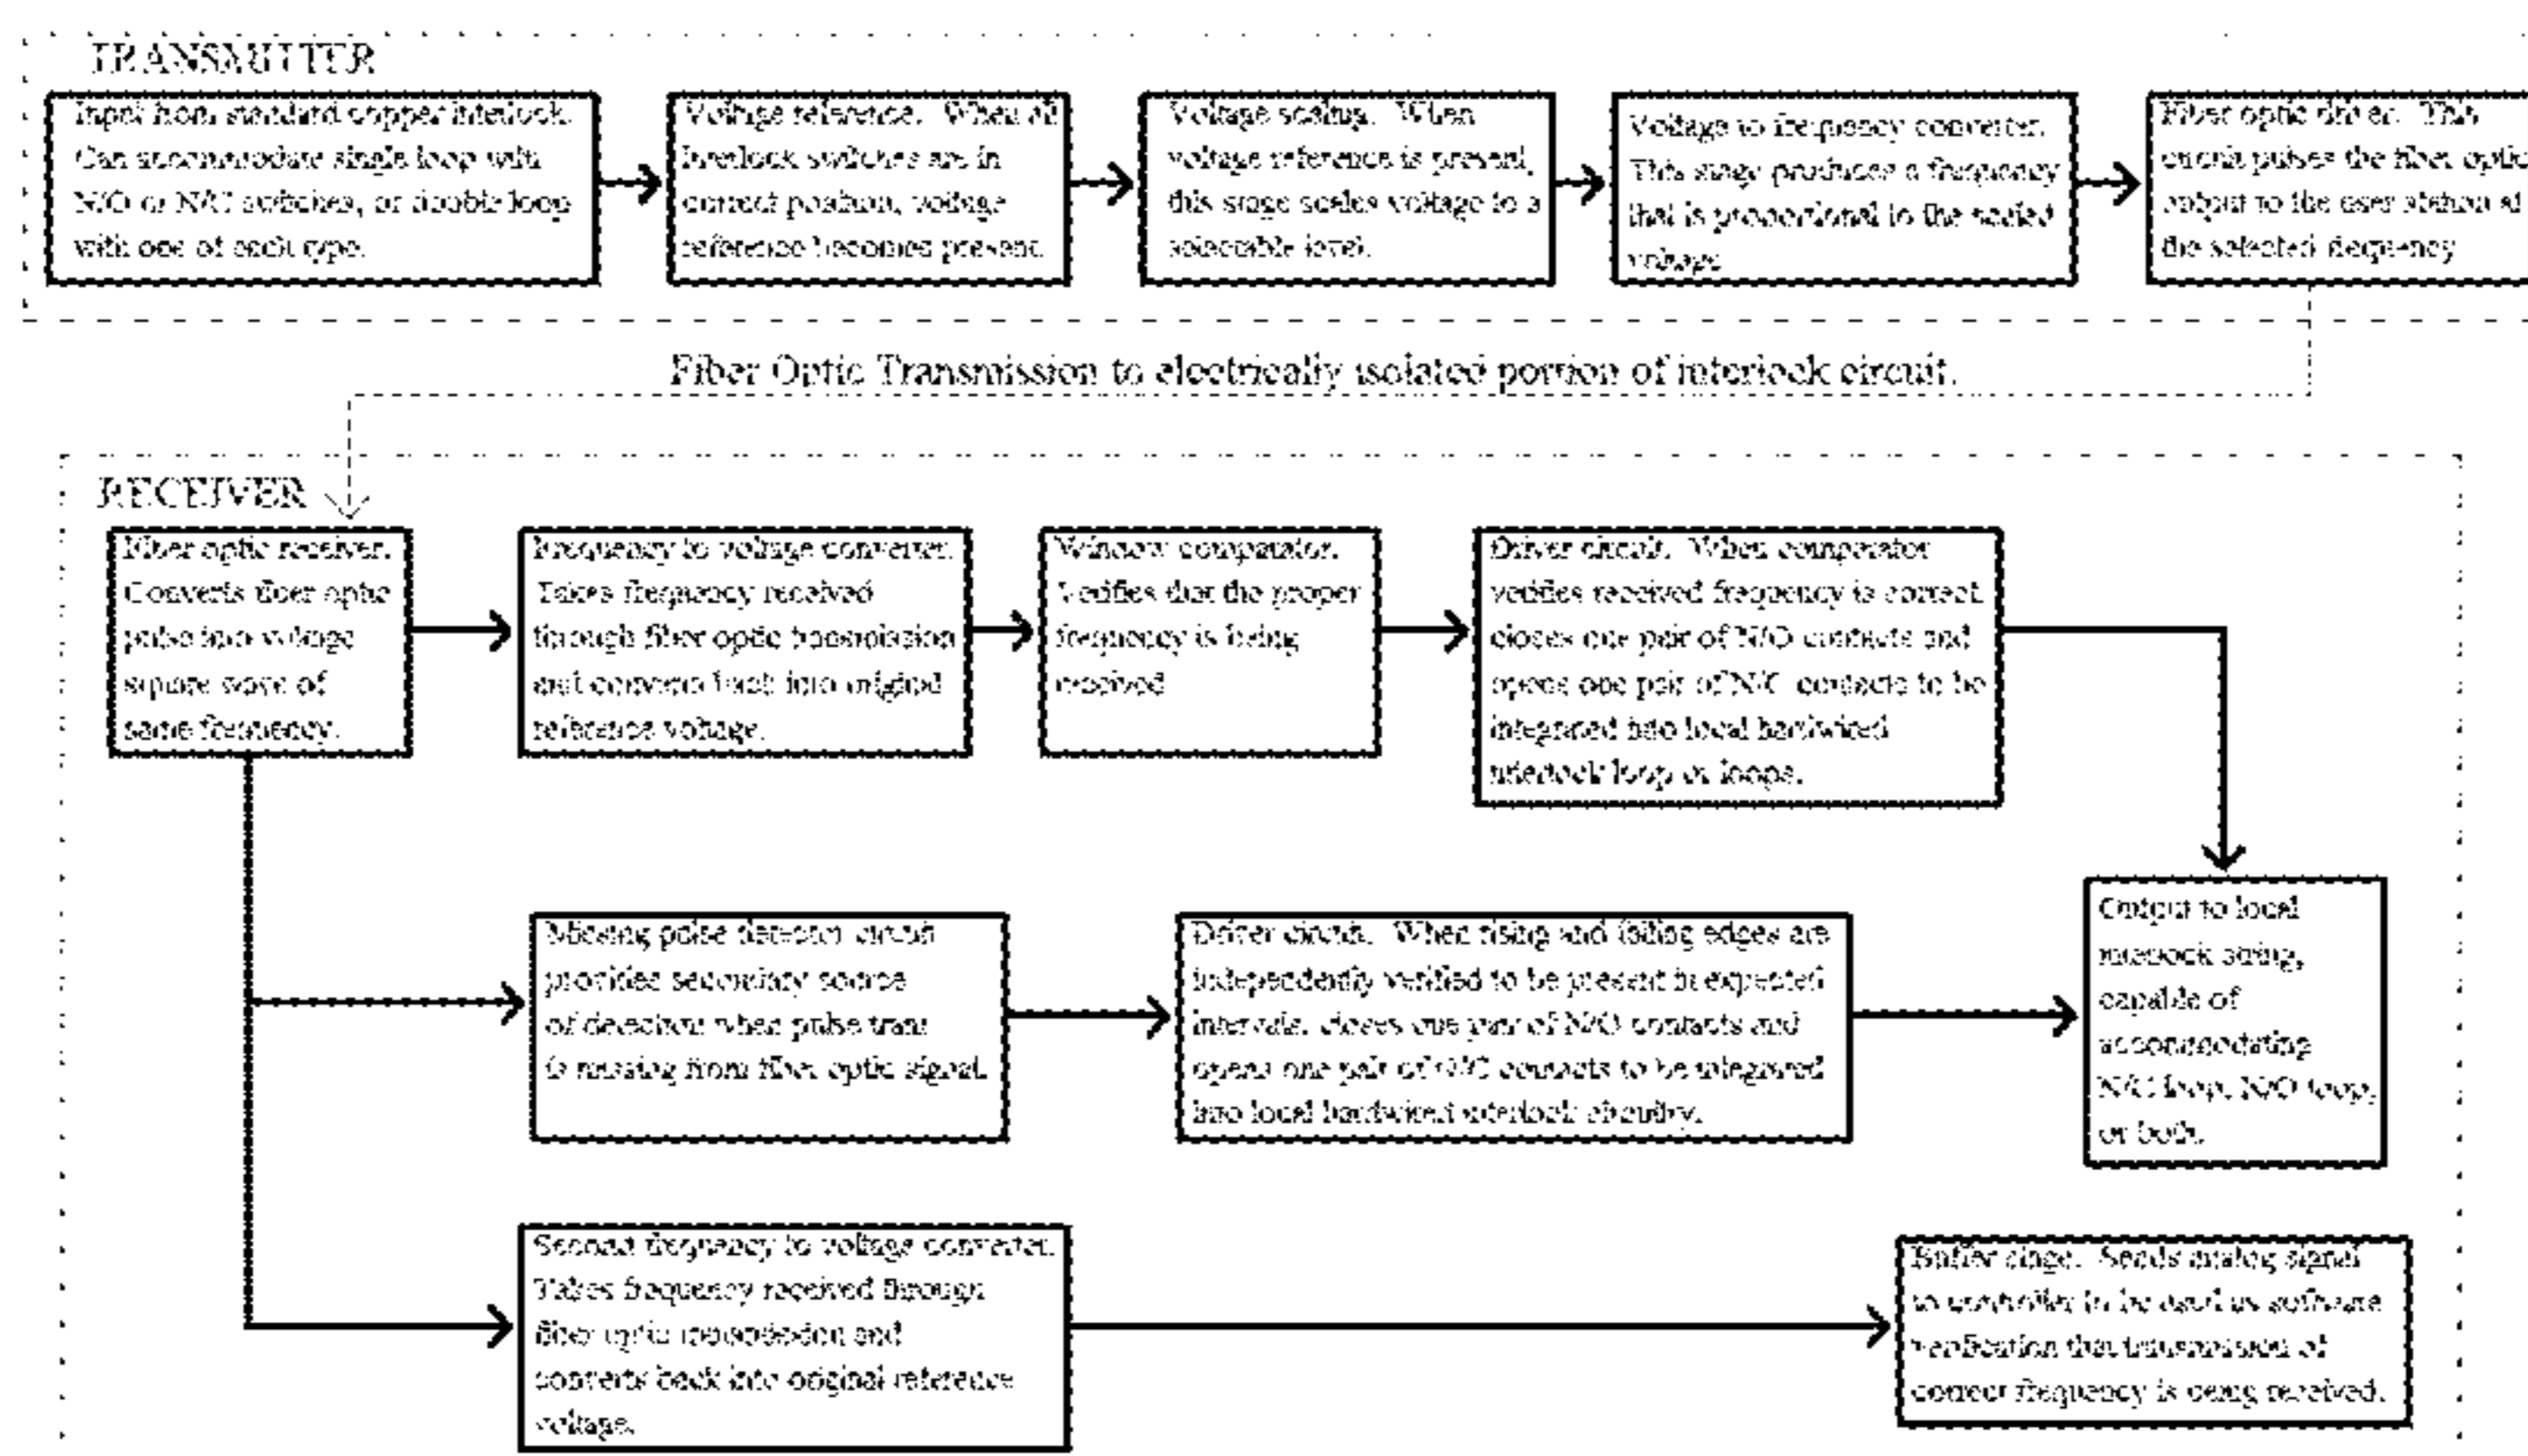 TRANSMITTER
Input from standard copper interlock.
Can accommodate single loop with
N/O or N/C switches, or double loop
with one of each type.
Voltage reference. When all
interlock switches are in
correct position, voltage
reference becomes present.
Voltage scaling. When
voltage reference is present,
this stage scales voltage to a
selectable level.
Voltage to frequency converter.
This stage produces a frequency
that is proportional to the scaled
voltage
Fiber optic driver. This
circuit pulses the fiber optic
output to the user station at
the selected frequency
Fiber Optic Transmission to electrically isolated portion of interlock circuit.
RECEIVER
Fiber optic receiver.
Converts fiber optic
pulse into voltage
square wave of
same frequency.
Frequency to voltage converter.
Takes frequency received
through fiber optic transmission
and converts back into original
reference voltage.
Window comparator.
Verifies that the proper
frequency is being
received
Driver circuit. When comparator
verifies received frequency is correct,
closes one pair of N/O contacts and
opens one pair of N/C contacts to be
integrated into local hardwired
interlock loop or loops.
Missing pulse detector circuit
provides secondary source
of detection when pulse train
is missing from fiber optic signal.
Driver circuit. When rising and falling edges are
independently verified to be present in expected
intervals, closes one pair of N/O contacts and
opens one pair of N/C contacts to be integrated
into local hardwired interlock circuitry.
Output to local
interlock string,
capable of
accommodating
N/C loop, N/O loop,
or both.
Second frequency to voltage converter.
Takes frequency received through
fiber optic transmission and
converts back into original reference
voltage.
Buffer stage. Sends analog signal
to controller to be used as software
verification that transmission of
correct frequency is being received.